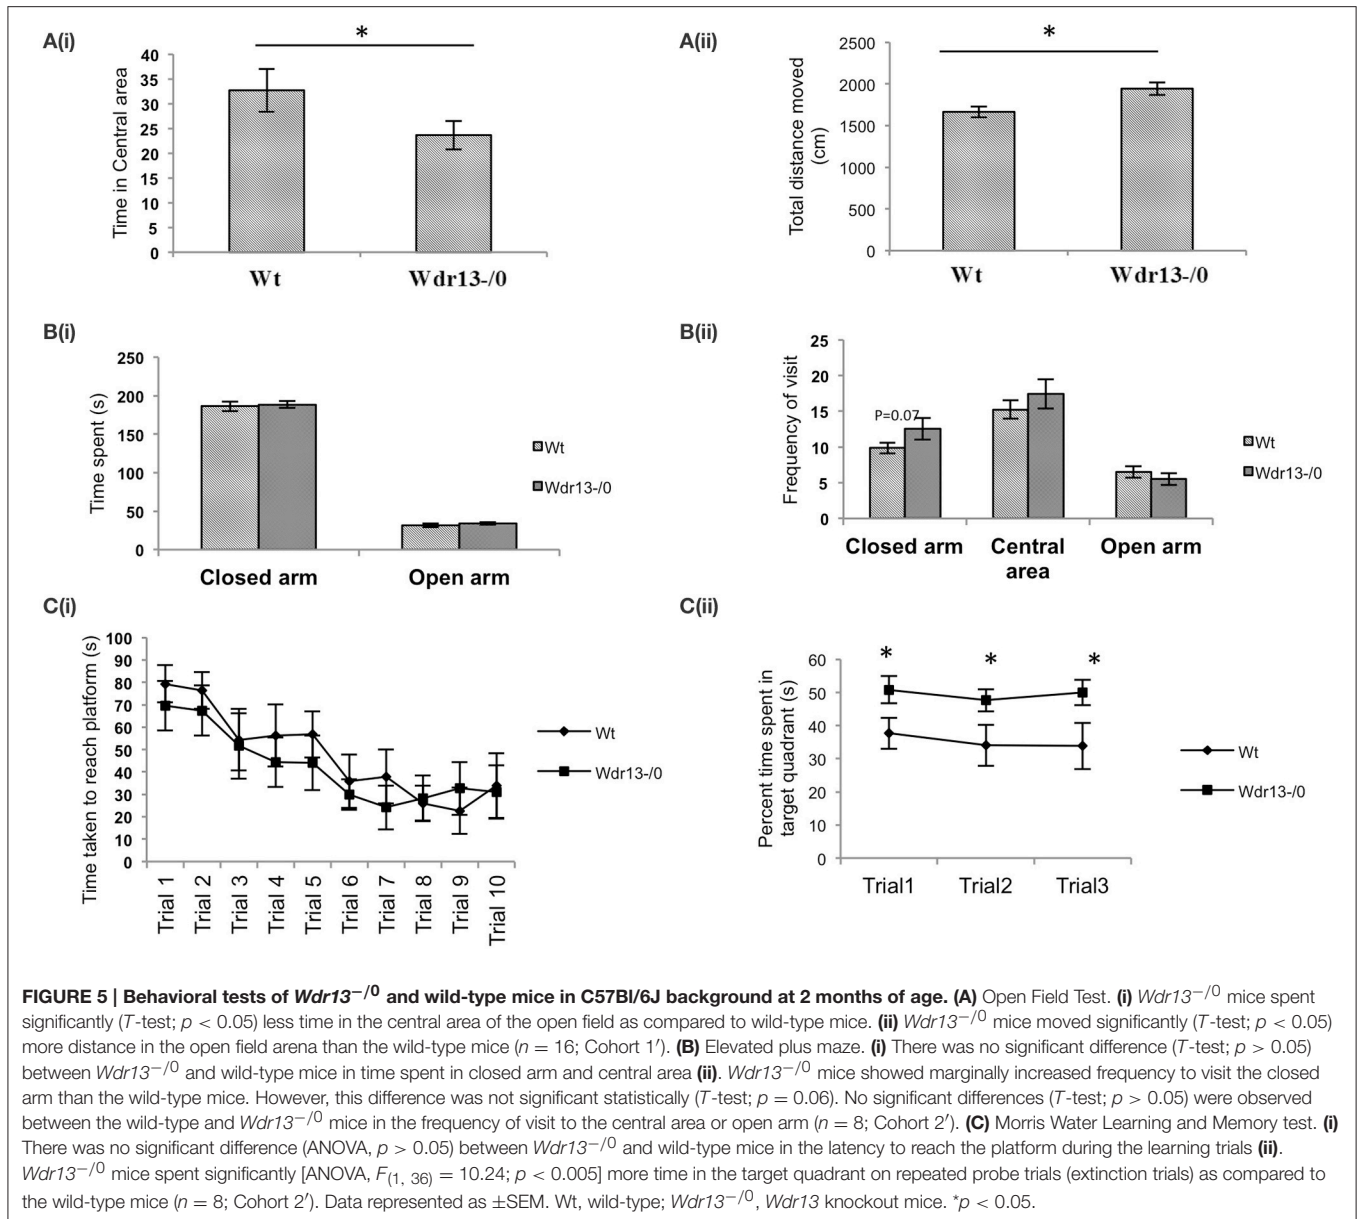 A(i)
*
Time in Central area
40
35
30
25
20
15
10
5
0
Wt
Wdr13-/0
A(ii)
*
Total distance moved
(cm)
2500
2000
1500
1000
500
0
Wt
Wdr13-/0
B(i)
Time spent (s)
250
200
150
100
50
0
Closed arm
Open arm
Wt
Wdr13-/0
B(ii)
Frequency of visit
25
20
15
10
5
0
P=0.07
Closed arm
Central
area
Open arm
Wt
Wdr13-/0
C(i)
Time taken to reach platform (s)
100
90
80
70
60
50
40
30
20
10
0
Trial 1
Trial 2
Trial 3
Trial 4
Trial 5
Trial 6
Trial 7
Trial 8
Trial 9
Trial 10
Wt
Wdr13-/0
C(ii)
Percent time spent in
target quadrant (s)
60
50
40
30
20
10
0
* * *
Trial1
Trial2
Trial3
Wt
Wdr13-/0
FIGURE 5 | Behavioral tests of Wdr13−/0 and wild-type mice in C57Bl/6J background at 2 months of age. (A) Open Field Test. (i) Wdr13−/0 mice spent
significantly (T-test; p < 0.05) less time in the central area of the open field as compared to wild-type mice. (ii) Wdr13−/0 mice moved significantly (T-test; p < 0.05)
more distance in the open field arena than the wild-type mice (n = 16; Cohort 1′). (B) Elevated plus maze. (i) There was no significant difference (T-test; p > 0.05)
between Wdr13−/0 and wild-type mice in time spent in closed arm and central area (ii). Wdr13−/0 mice showed marginally increased frequency to visit the closed
arm than the wild-type mice. However, this difference was not significant statistically (T-test; p = 0.06). No significant differences (T-test; p > 0.05) were observed
between the wild-type and Wdr13−/0 mice in the frequency of visit to the central area or open arm (n = 8; Cohort 2′). (C) Morris Water Learning and Memory test. (i)
There was no significant difference (ANOVA, p > 0.05) between Wdr13−/0 and wild-type mice in the latency to reach the platform during the learning trials (ii).
Wdr13−/0 mice spent significantly [ANOVA, F(1, 36) = 10.24; p < 0.005] more time in the target quadrant on repeated probe trials (extinction trials) as compared to
the wild-type mice (n = 8; Cohort 2′). Data represented as ±SEM. Wt, wild-type; Wdr13−/0, Wdr13 knockout mice. *p < 0.05.